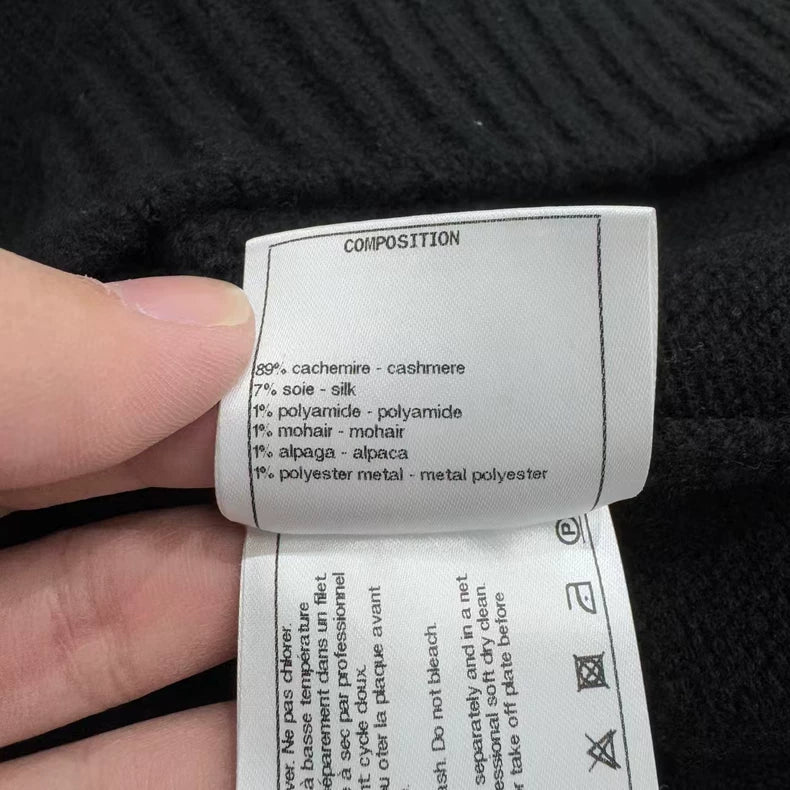 COMPOSITION
89% cachemire - cashmere
7% soie - silk
1% polyamide - polyamide
1% mohair - mohair
1% alpaga - alpaca
1% polyester metal - metal polyester
P
ver. Ne pas chlorer.
à basse température
éparement dans un filet.
e à sec par professionnel
nt cycle doux.
u oter la plaque avant
ash. Do not bleach.
separately and in a net.
essional soft dry clean.
r take off plate before